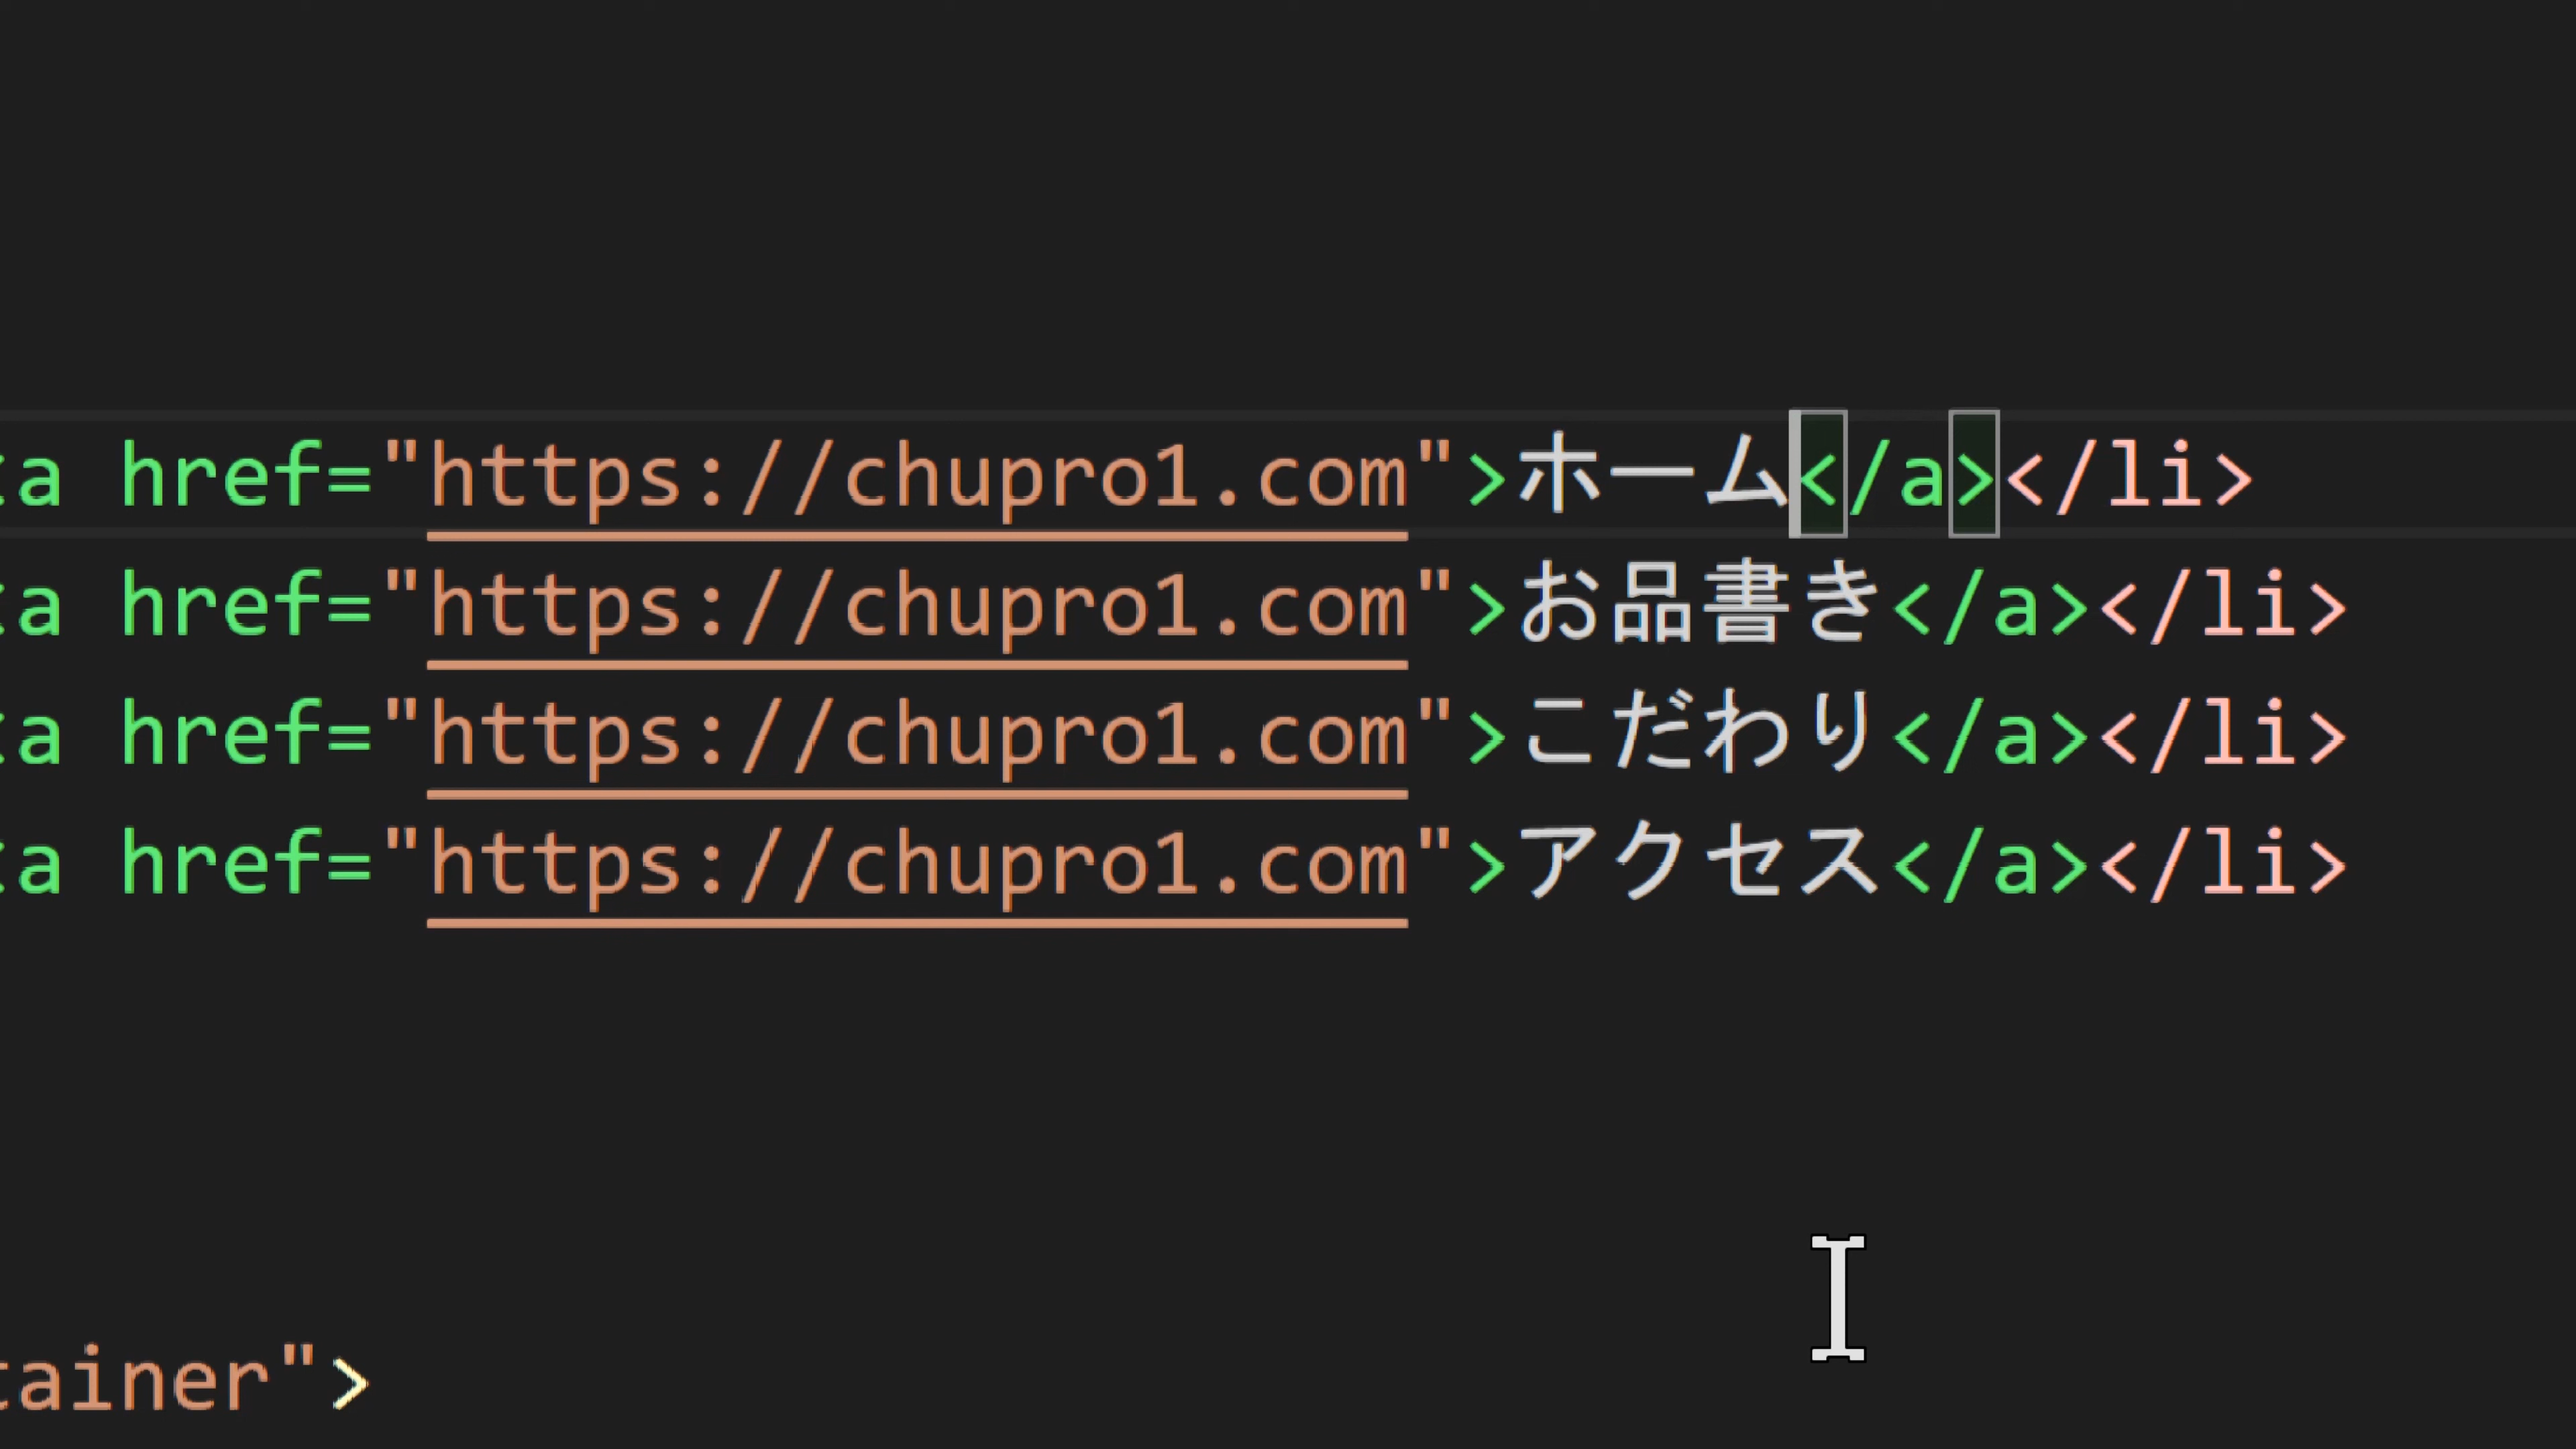 a href="https://chupro1.com">ホーム</a></li>
a href="https://chupro1.com">お品書き</a></li>
a href="https://chupro1.com">こだわり</a></li>
a href="https://chupro1.com">アクセス</a></li>
tainer">